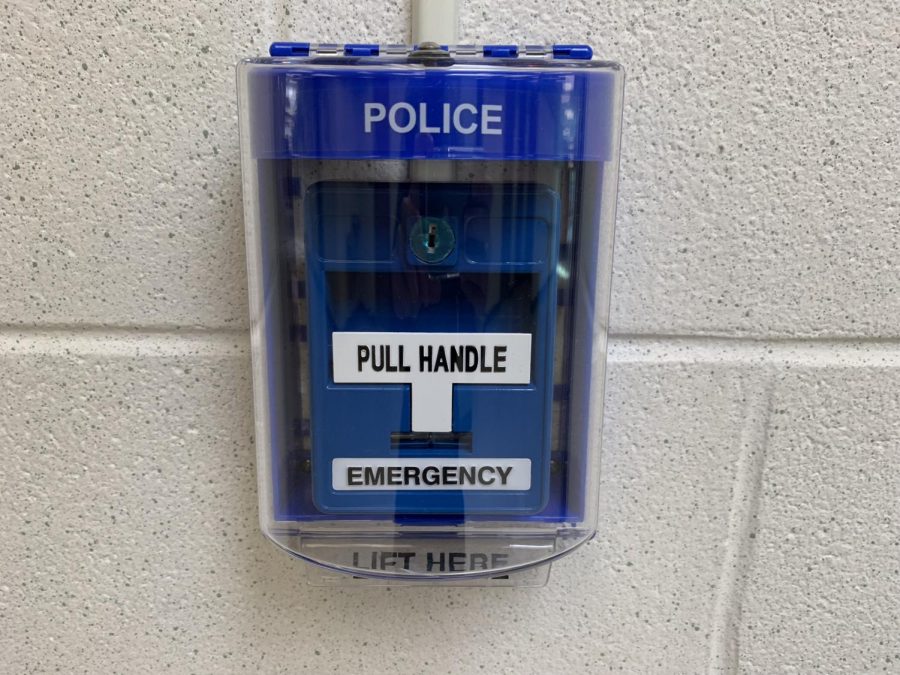 POLICE
PULL HANDLE
EMERGENCY
LIFT HERE